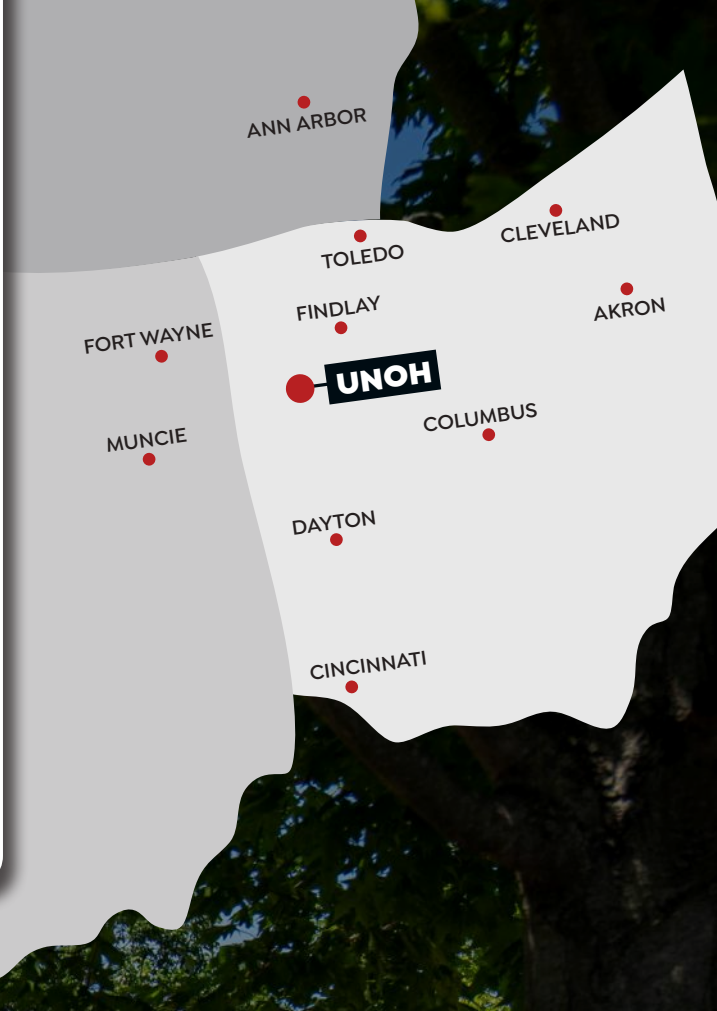 ANN ARBOR
CLEVELAND
TOLEDO
FINDLAY
AKRON
FORT WAYNE
UNOH
COLUMBUS
MUNCIE
DAYTON
CINCINNATI